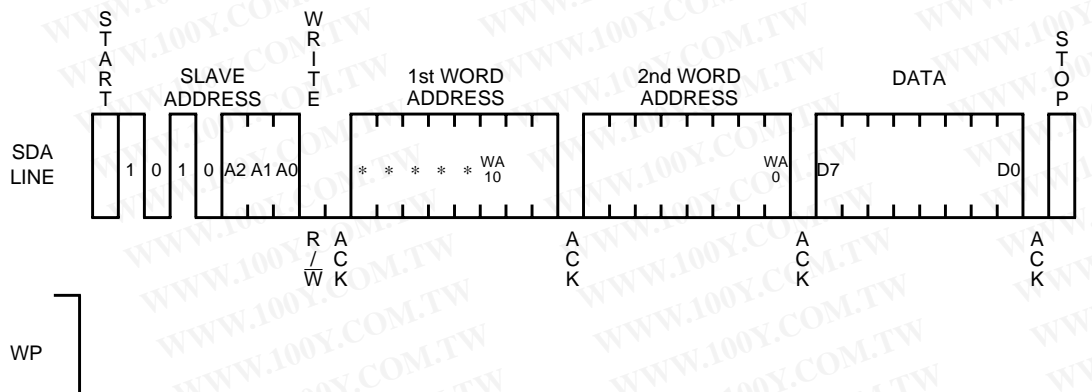 START
WRITE
STOP
SLAVE
ADDRESS
1st WORD
ADDRESS
2nd WORD
ADDRESS
DATA
SDA
LINE
1 0 1 0 A2 A1 A0 * * * * * WA
10
WA
0
D7 D0
R/W
ACK
ACK
ACK
ACK
WP
WWW.100Y.COM.TW